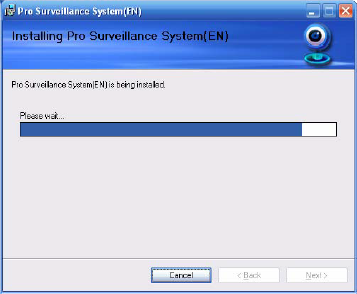 Pro Surveillance System(EN)
Installing Pro Surveillance System(EN)
Pro Surveillance System(EN) is being installed.
Please wait...
Cancel
< Back
Next >